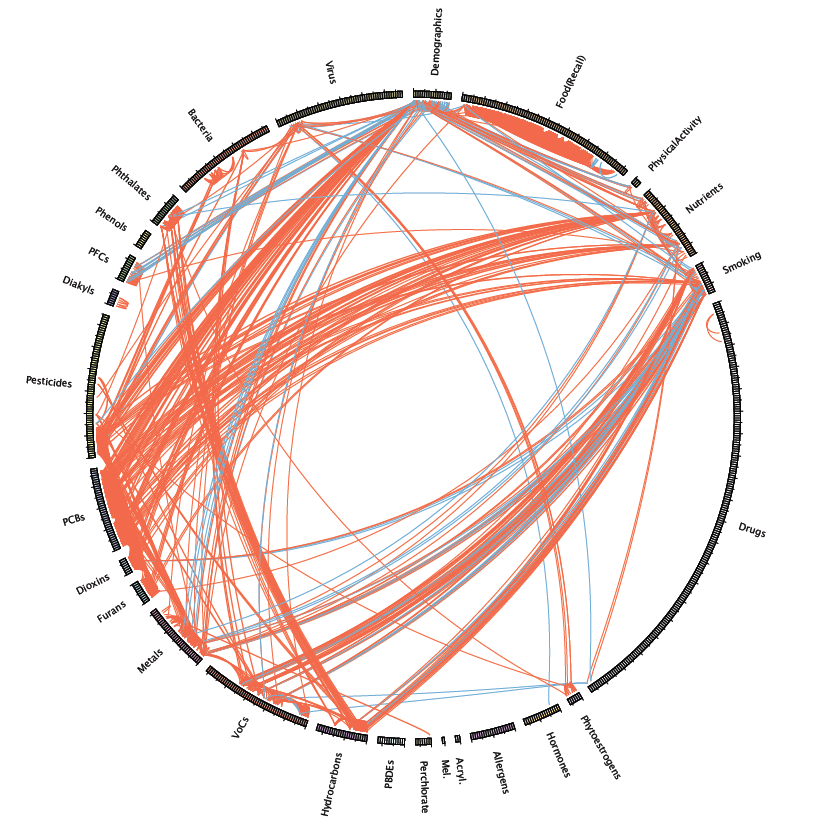 Demographics
Food(Recall)
PhysicalActivity
Nutrients
Smoking
Drugs
Phytoestrogens
Hormones
Allergens
Acryl.
Mel.
Perchlorate
PBDEs
Hydrocarbons
VoCs
Metals
Furans
Dioxins
PCBs
Pesticides
Diakyls
PFCs
Phenols
Phthalates
Bacteria
Virus